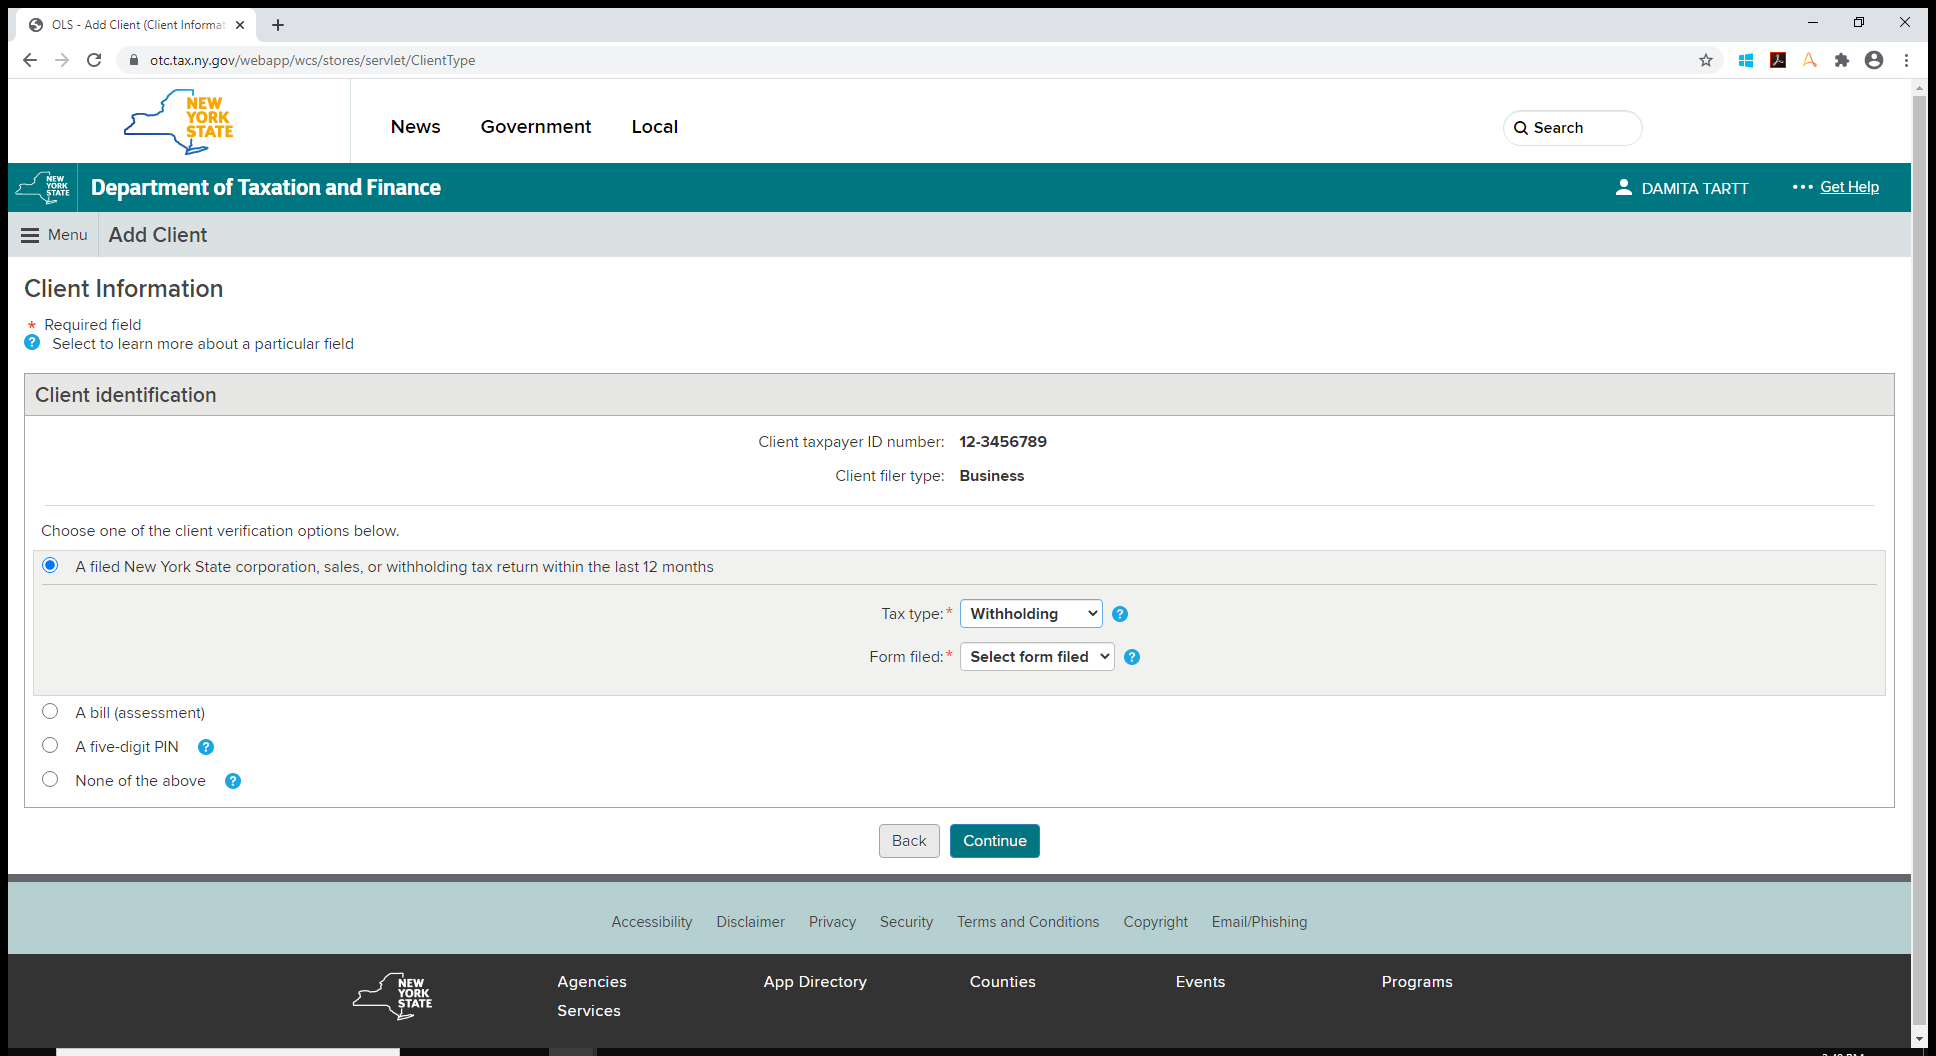 OLS - Add Client (Client Informat
otc.tax.ny.gov/webapp/wcs/stores/servlet/ClientType
NEW YORK STATE
News Government Local
Search
NEW YORK STATE
Department of Taxation and Finance
DAMITA TARTT
Get Help
Menu Add Client
Client Information
* Required field
? Select to learn more about a particular field
Client identification
Client taxpayer ID number: 12-3456789
Client filer type: Business
Choose one of the client verification options below.
A filed New York State corporation, sales, or withholding tax return within the last 12 months
Tax type:* Withholding ?
Form filed:* Select form filed ?
A bill (assessment)
A five-digit PIN ?
None of the above ?
Back Continue
Accessibility Disclaimer Privacy Security Terms and Conditions Copyright Email/Phishing
NEW YORK STATE
Agencies App Directory Counties Events Programs
Services